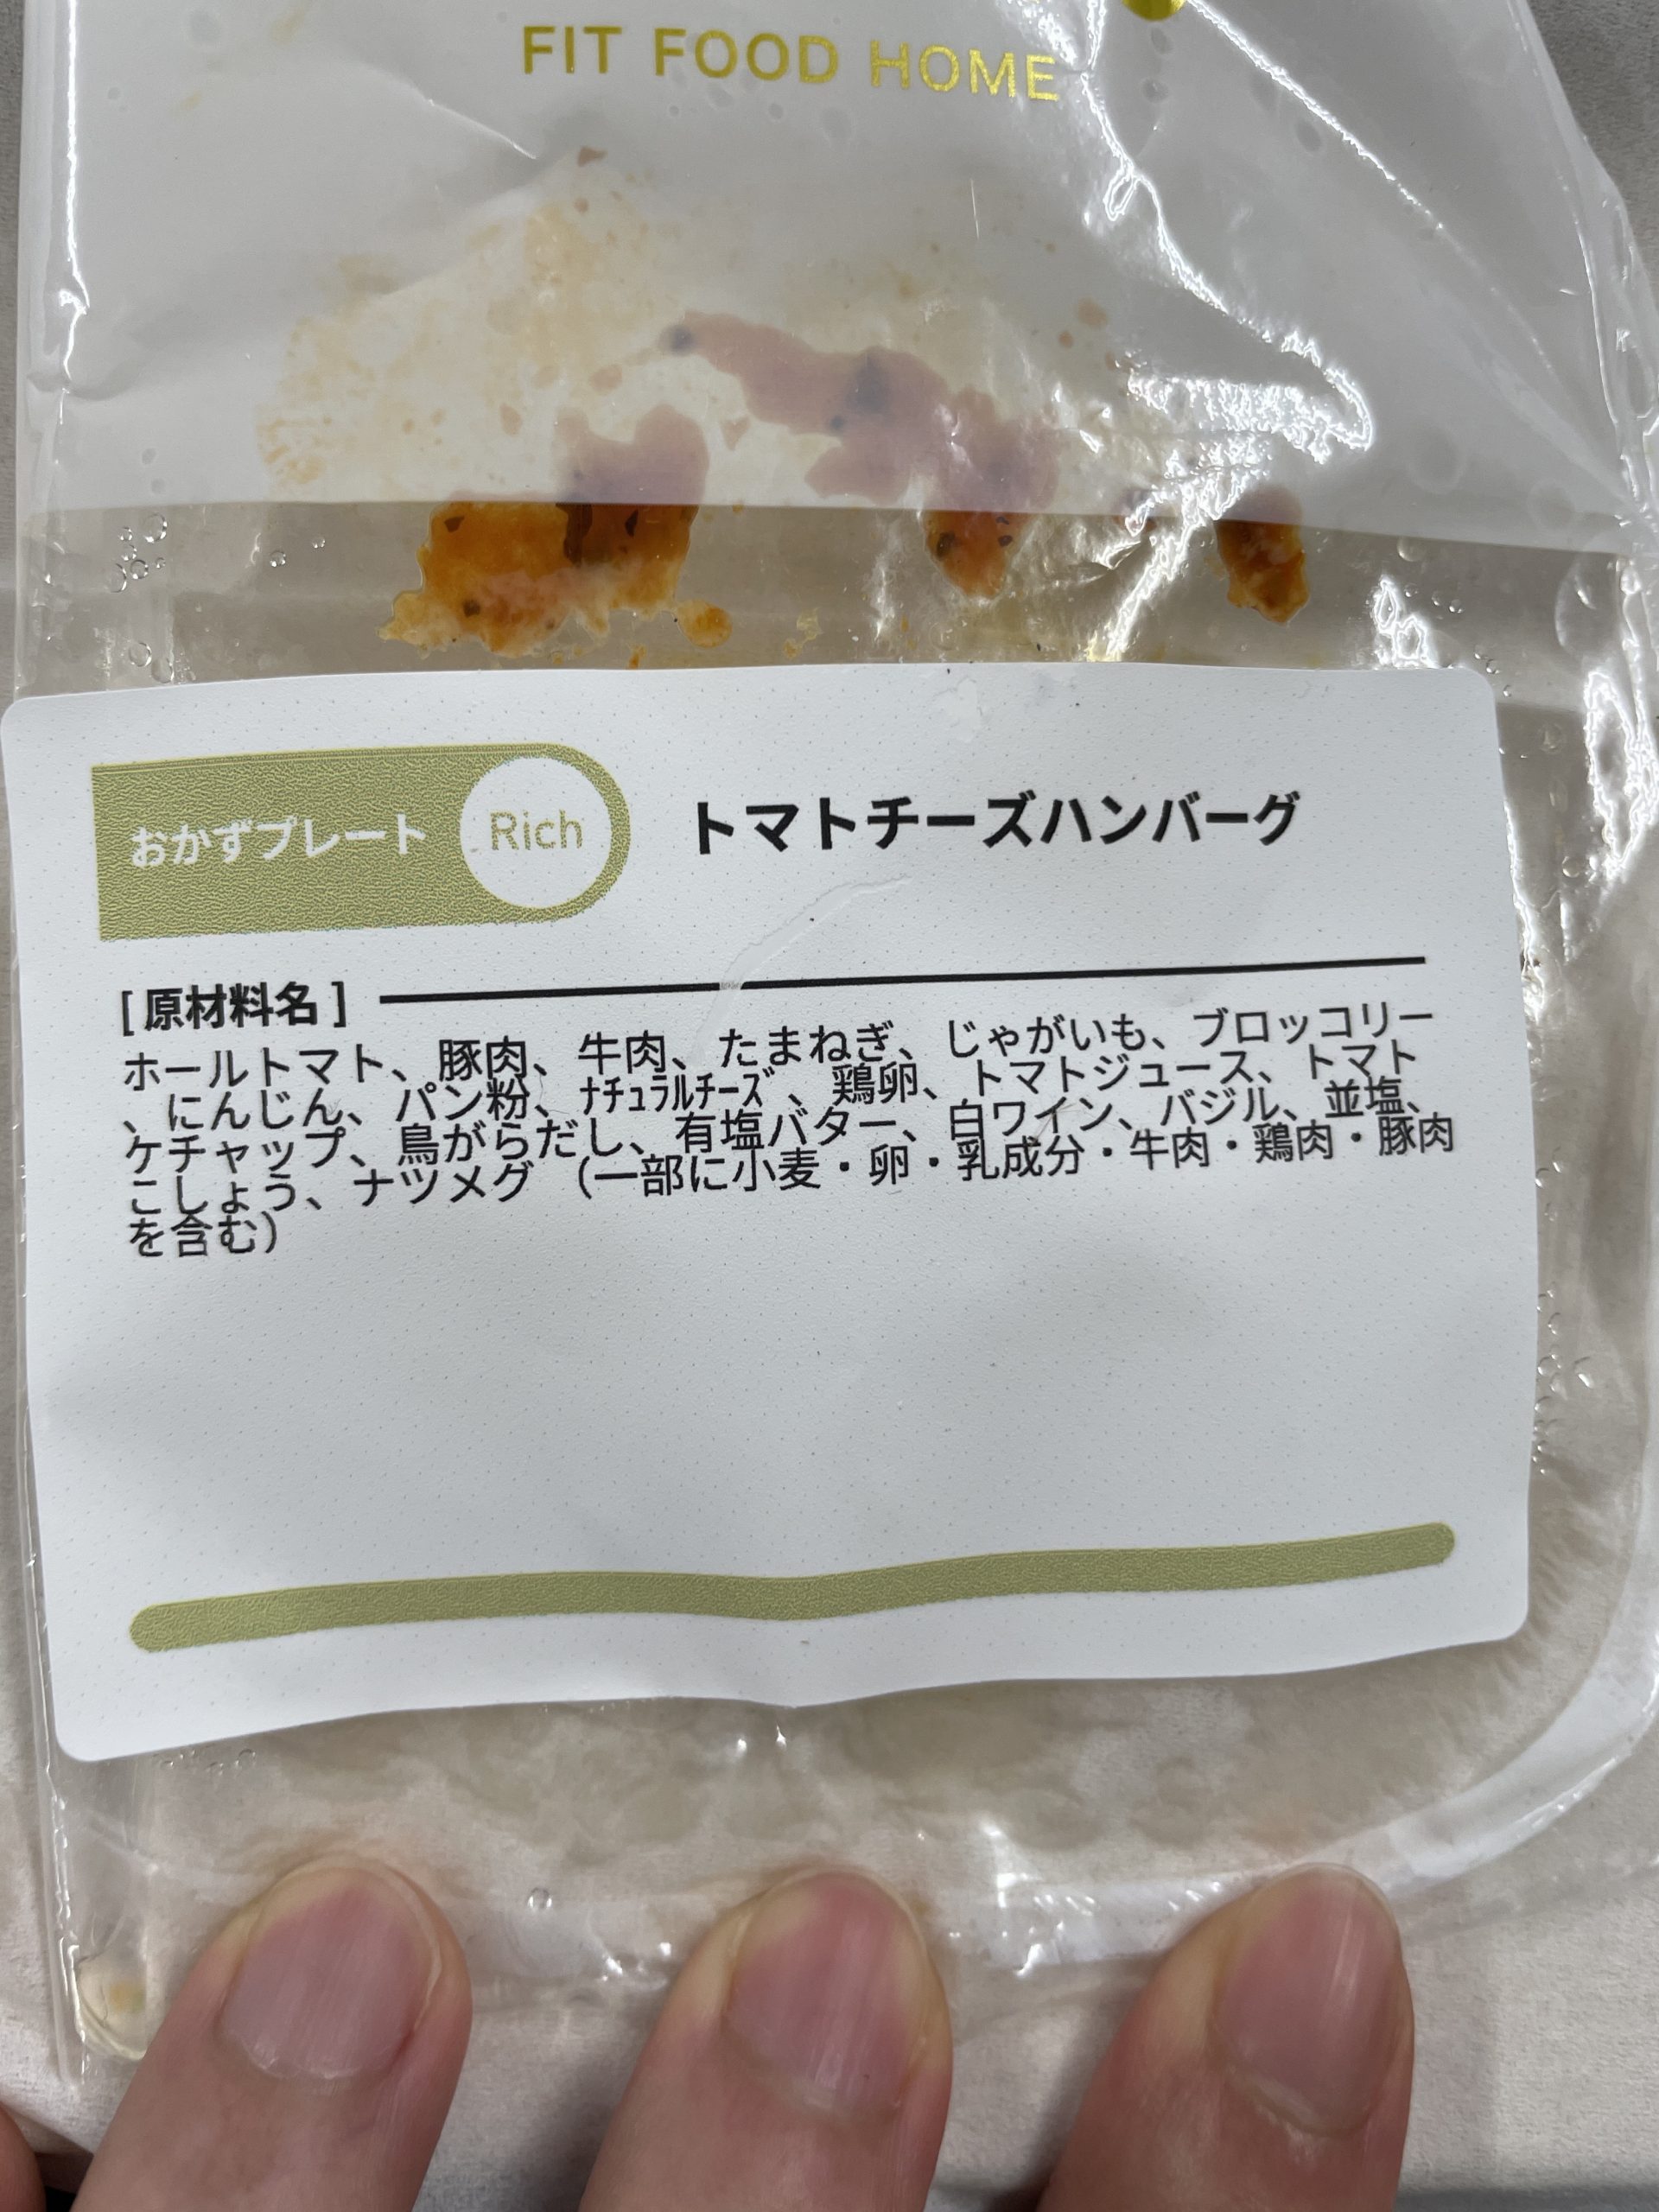 FIT FOOD HOME
おかずプレート Rich トマトチーズハンバーグ
[原材料名]
ホールトマト、豚肉、牛肉、たまねぎ、じゃがいも、ブロッコリー
、にんじん、パン粉、ﾅﾁｭﾗﾙﾁｰｽﾞ、鶏卵、トマトジュース、トマト
ケチャップ、鳥がらだし、有塩バター、白ワイン、バジル、並塩、
こしょう、ナツメグ（一部に小麦・卵・乳成分・牛肉・鶏肉・豚肉
を含む）